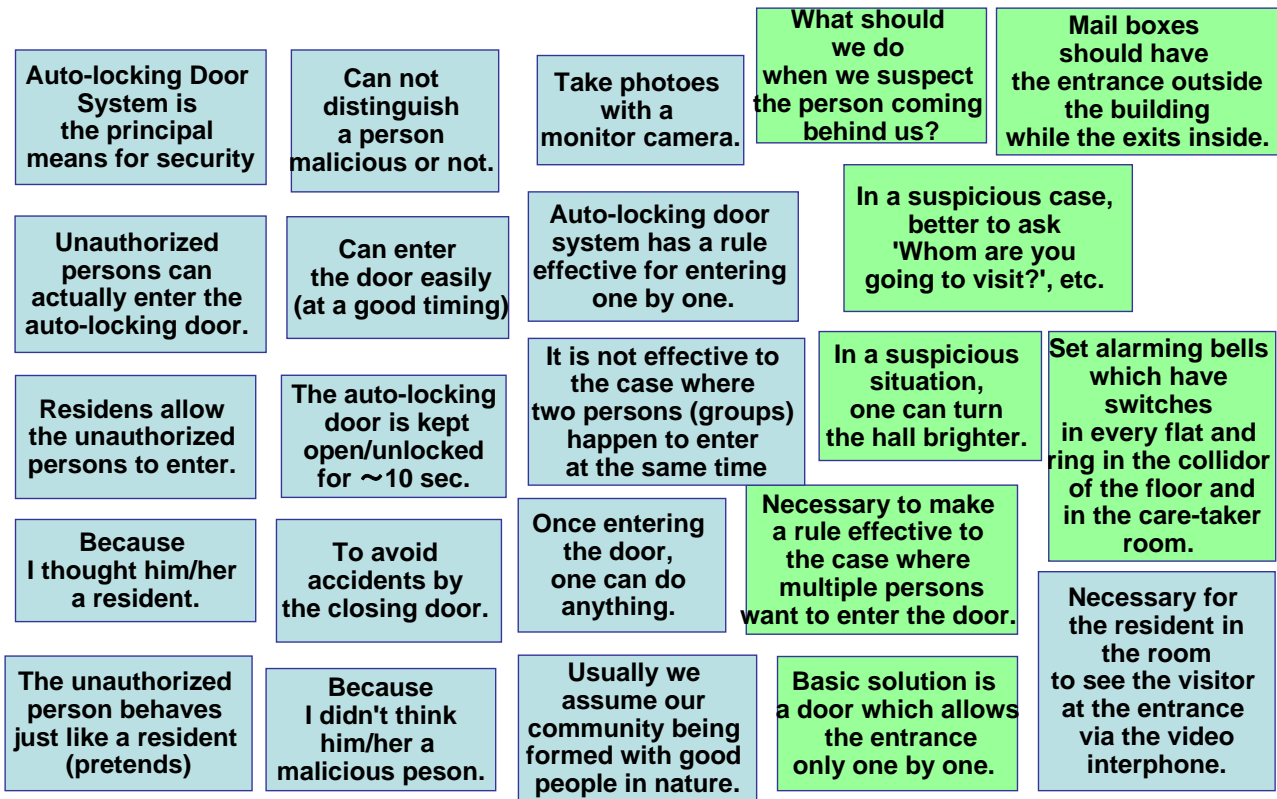 Auto-locking Door
System is
the principal
means for security
Unauthorized
persons can
actually enter the
auto-locking door.
Residens allow
the unauthorized
persons to enter.
Because
I thought him/her
a resident.
The unauthorized
person behaves
just like a resident
(pretends)
Can not
distinguish
a person
malicious or not.
Can enter
the door easily
(at a good timing)
The auto-locking
door is kept
open/unlocked
for ～10 sec.
To avoid
accidents by
the closing door.
Because
I didn't think
him/her a
malicious peson.
Take photoes
with a
monitor camera.
Auto-locking door
system has a rule
effective for entering
one by one.
It is not effective to
the case where
two persons (groups)
happen to enter
at the same time
Once entering
the door,
one can do
anything.
Usually we
assume our
community being
formed with good
people in nature.
What should
we do
when we suspect
the person coming
behind us?
Mail boxes
should have
the entrance outside
the building
while the exits inside.
In a suspicious case,
better to ask
'Whom are you
going to visit?', etc.
In a suspicious
situation,
one can turn
the hall brighter.
Set alarming bells
which have
switches
in every flat and
ring in the collidor
of the floor and
in the care-taker
room.
Necessary to make
a rule effective to
the case where
multiple persons
want to enter the door.
Basic solution is
a door which allows
the entrance
only one by one.
Necessary for
the resident in
the room
to see the visitor
at the entrance
via the video
interphone.